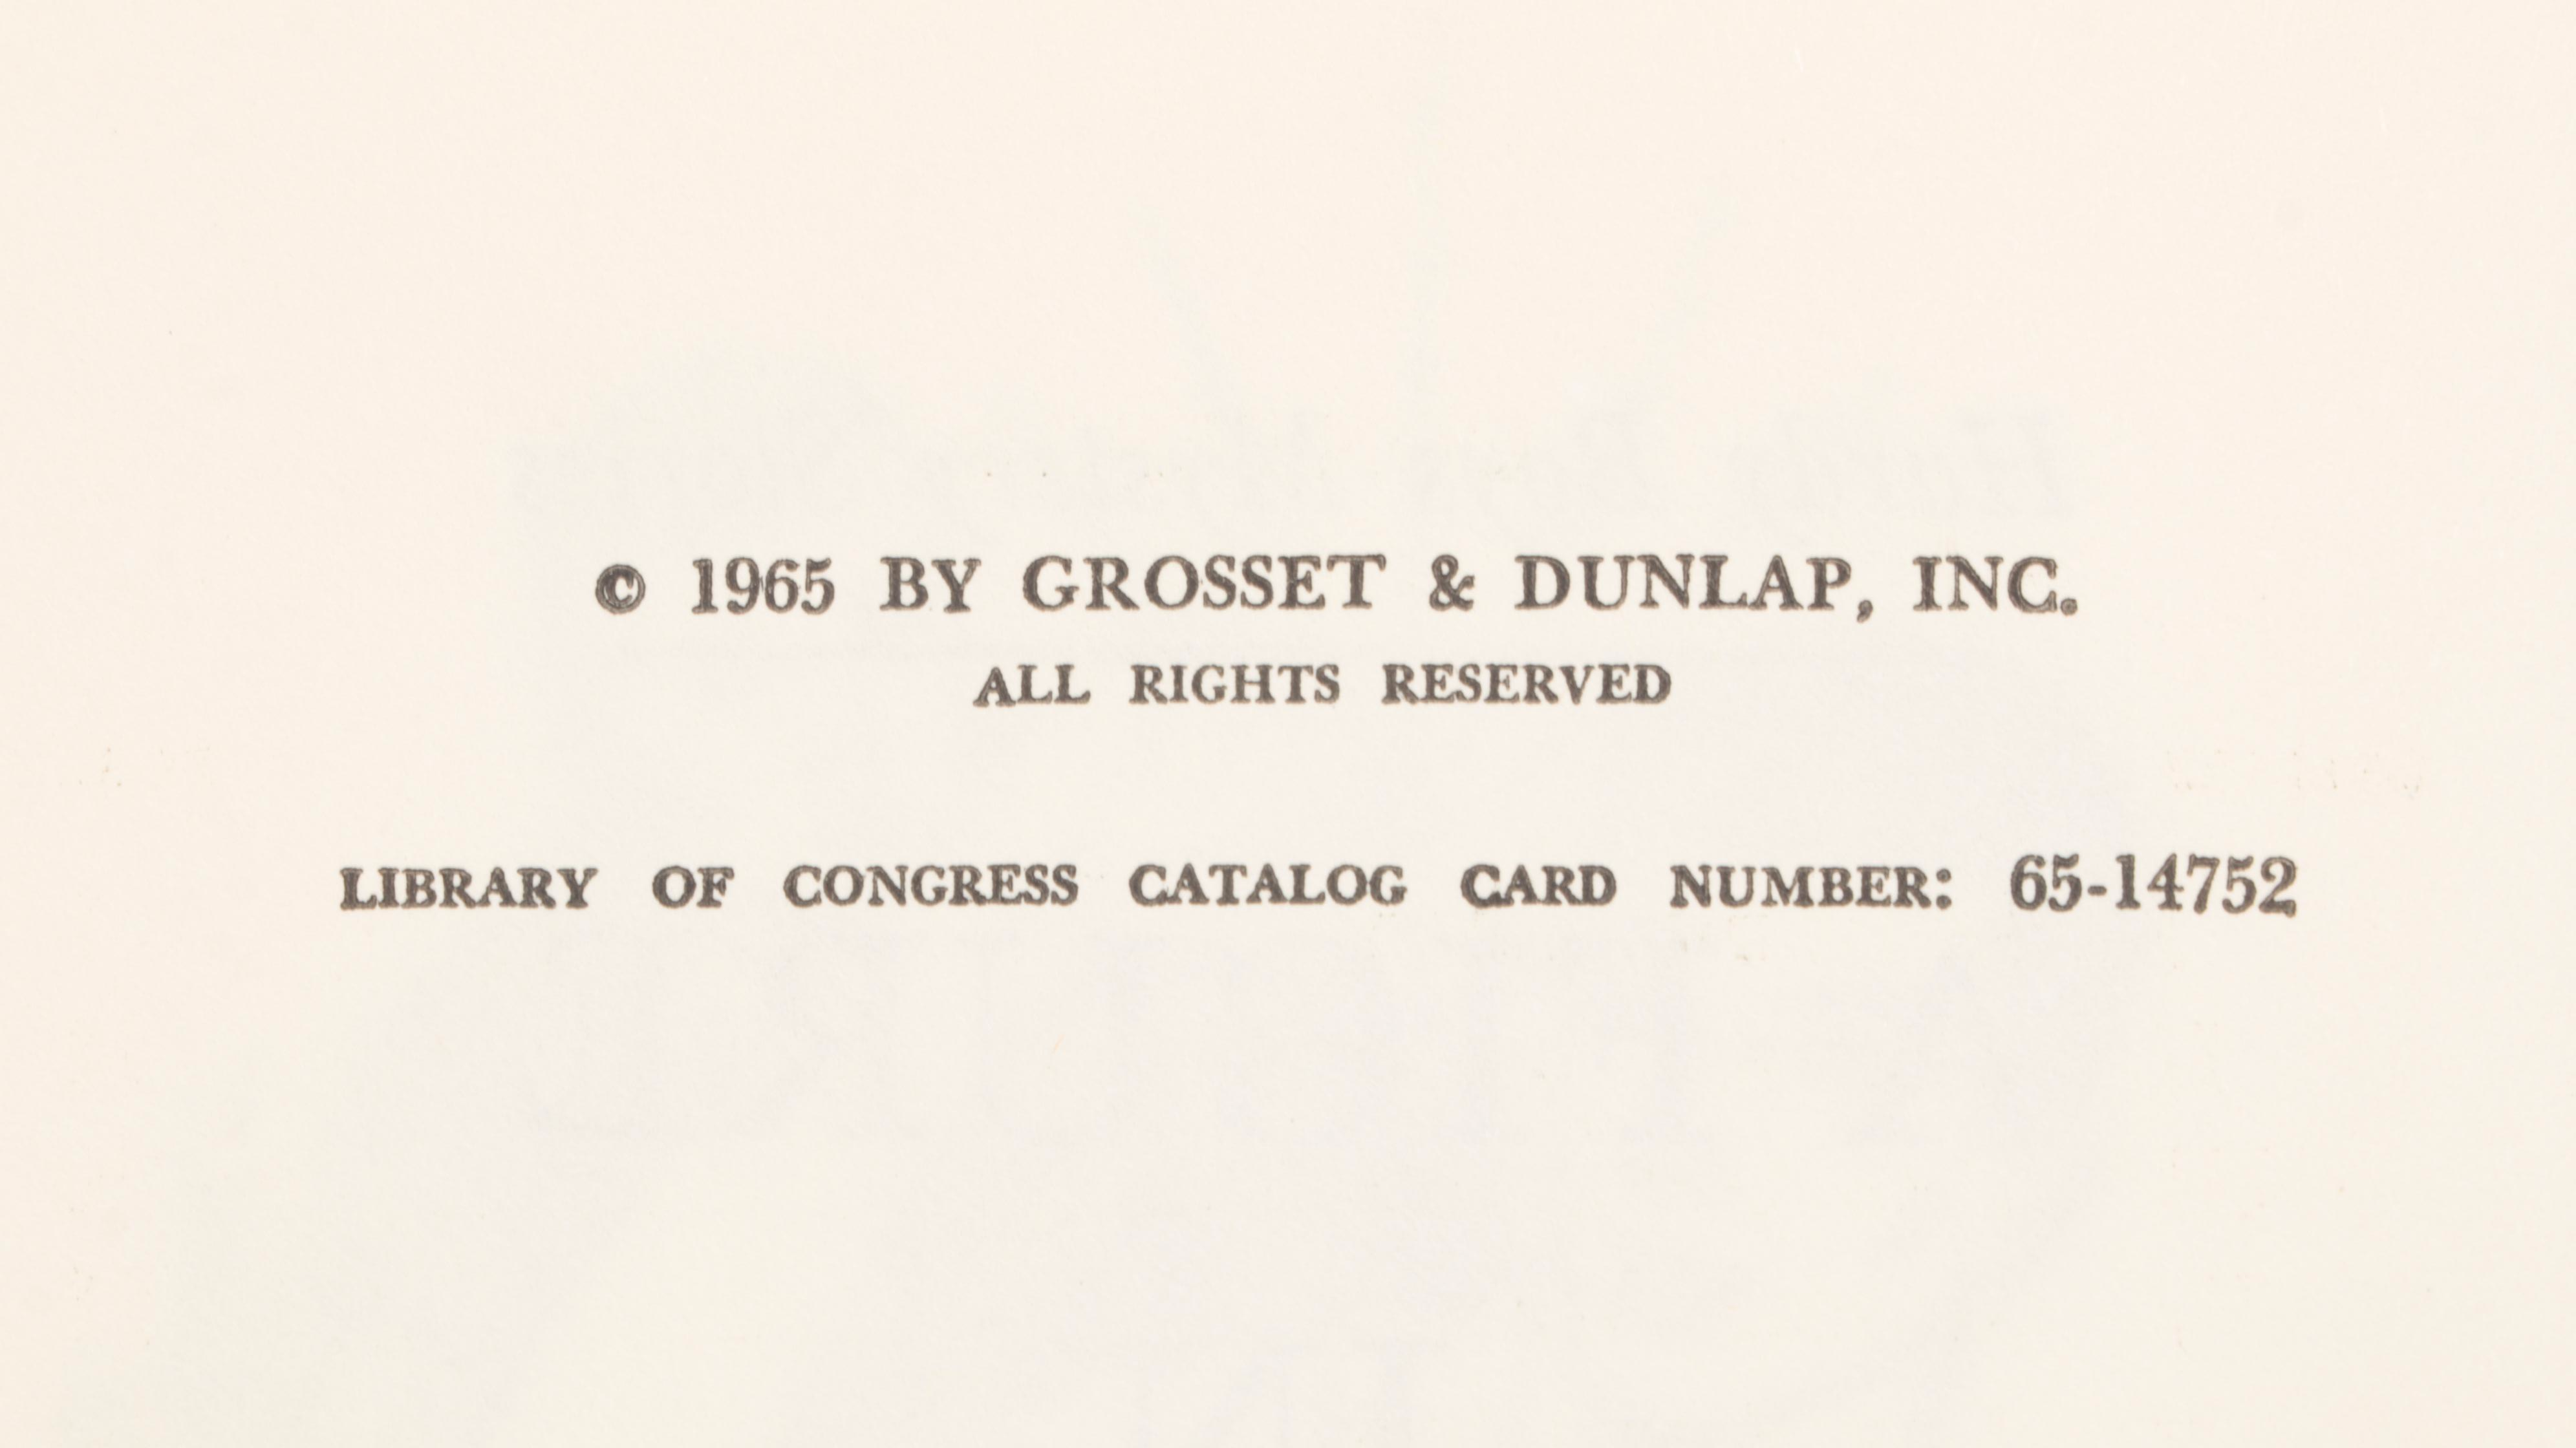 © 1965 BY GROSSET & DUNLAP, INC.
ALL RIGHTS RESERVED
LIBRARY OF CONGRESS CATALOG CARD NUMBER: 65-14752